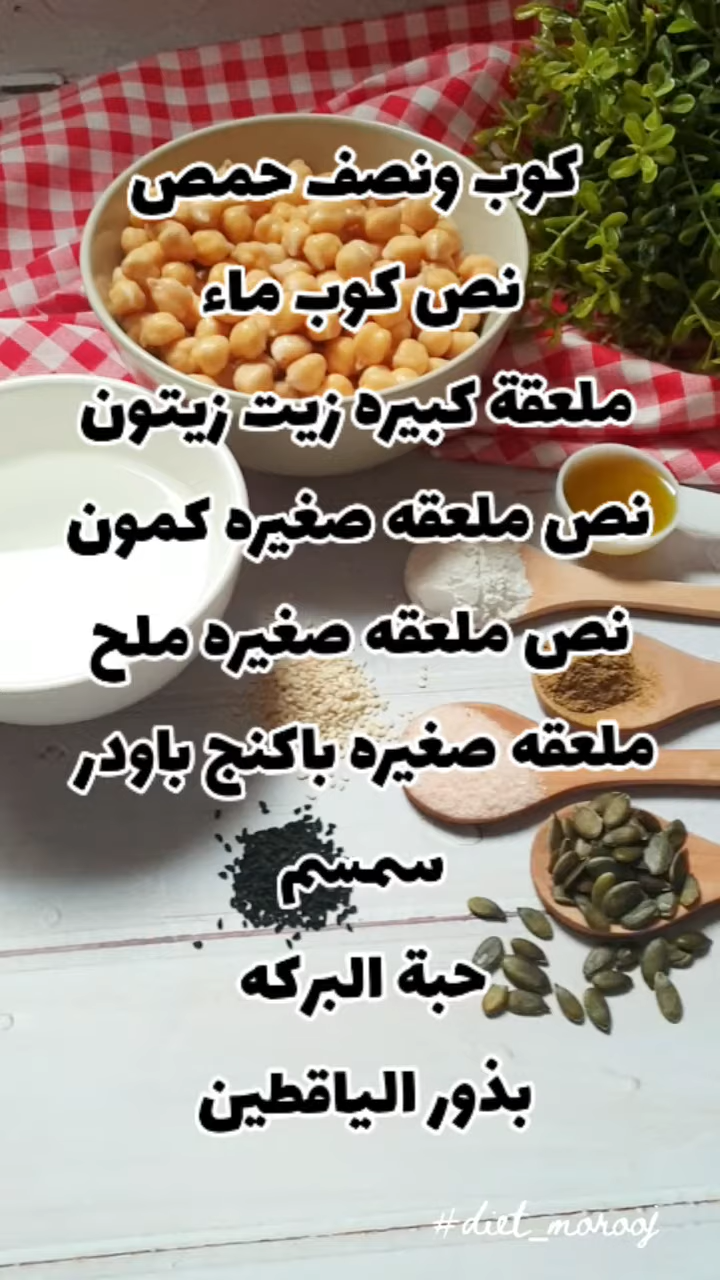 كوب ونصف حمص
نص كوب ماء
ملعقة كبيره زيت زيتون
نص ملعقه صغيره كمون
نص ملعقه صغيره ملح
ملعقه صغيره باكنج باودر
سمسم
حبة البركه
بذور الياقطين
#diet_morooj